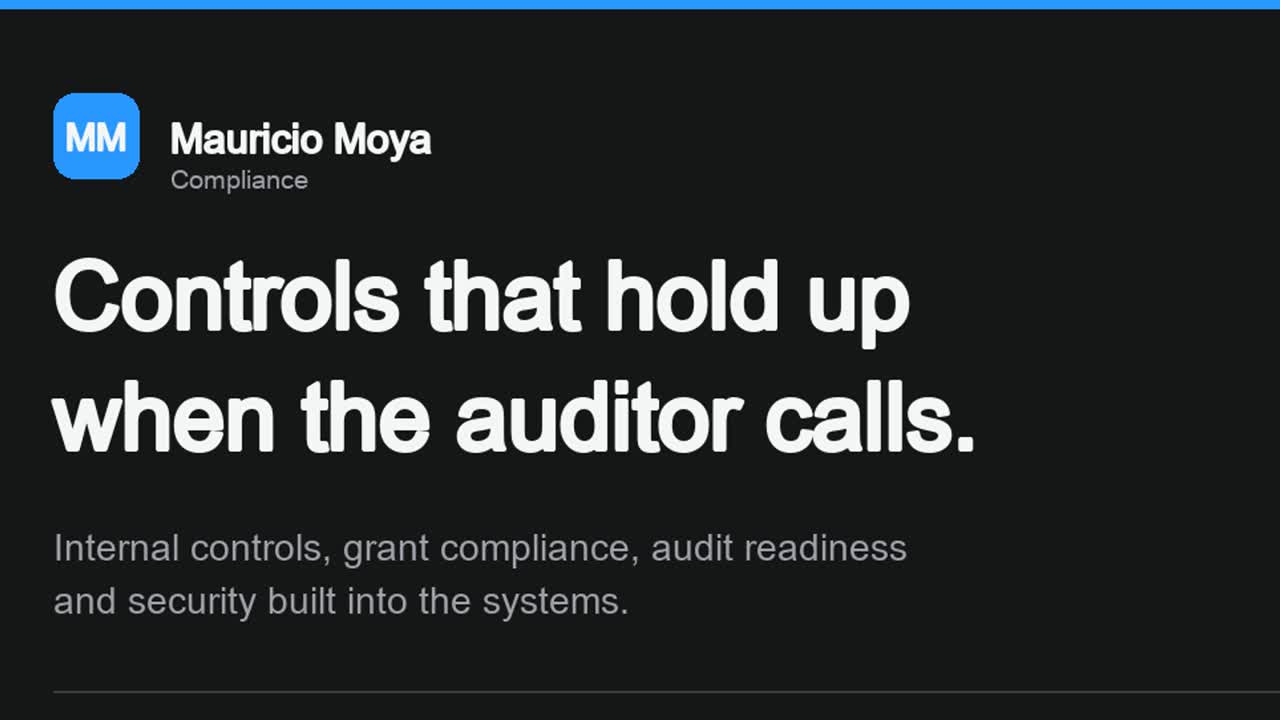 MM
Mauricio Moya
Compliance
Controls that hold up
when the auditor calls.
Internal controls, grant compliance, audit readiness
and security built into the systems.